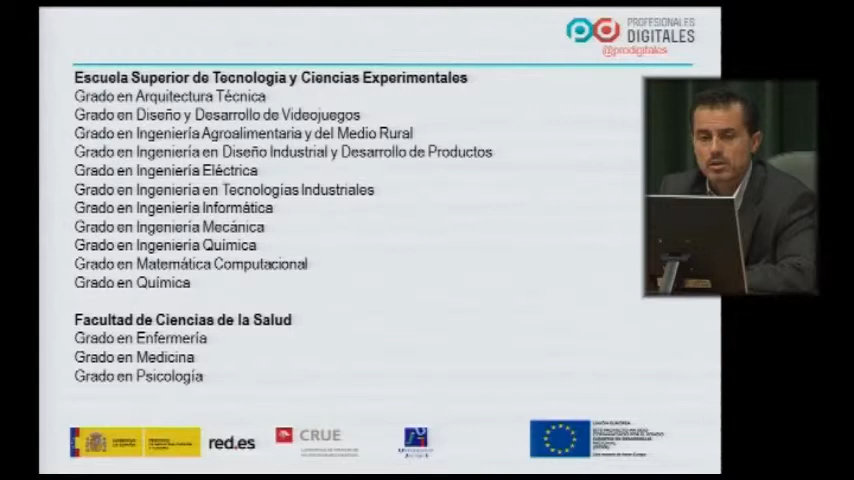 PROFESIONALES
DIGITALES
@prodigitales
Escuela Superior de Tecnología y Ciencias Experimentales
Grado en Arquitectura Técnica
Grado en Diseño y Desarrollo de Videojuegos
Grado en Ingeniería Agroalimentaria y del Medio Rural
Grado en Ingeniería en Diseño Industrial y Desarrollo de Productos
Grado en Ingeniería Eléctrica
Grado en Ingenieria en Tecnologías Industriales
Grado en Ingeniería Informática
Grado en Ingeniería Mecánica
Grado en Ingeniería Química
Grado en Matemática Computacional
Grado en Química
Facultad de Ciencias de la Salud
Grado en Enfermería
Grado en Medicina
Grado en Psicología
red.es
CRUE
UNIÓN EUROPEA